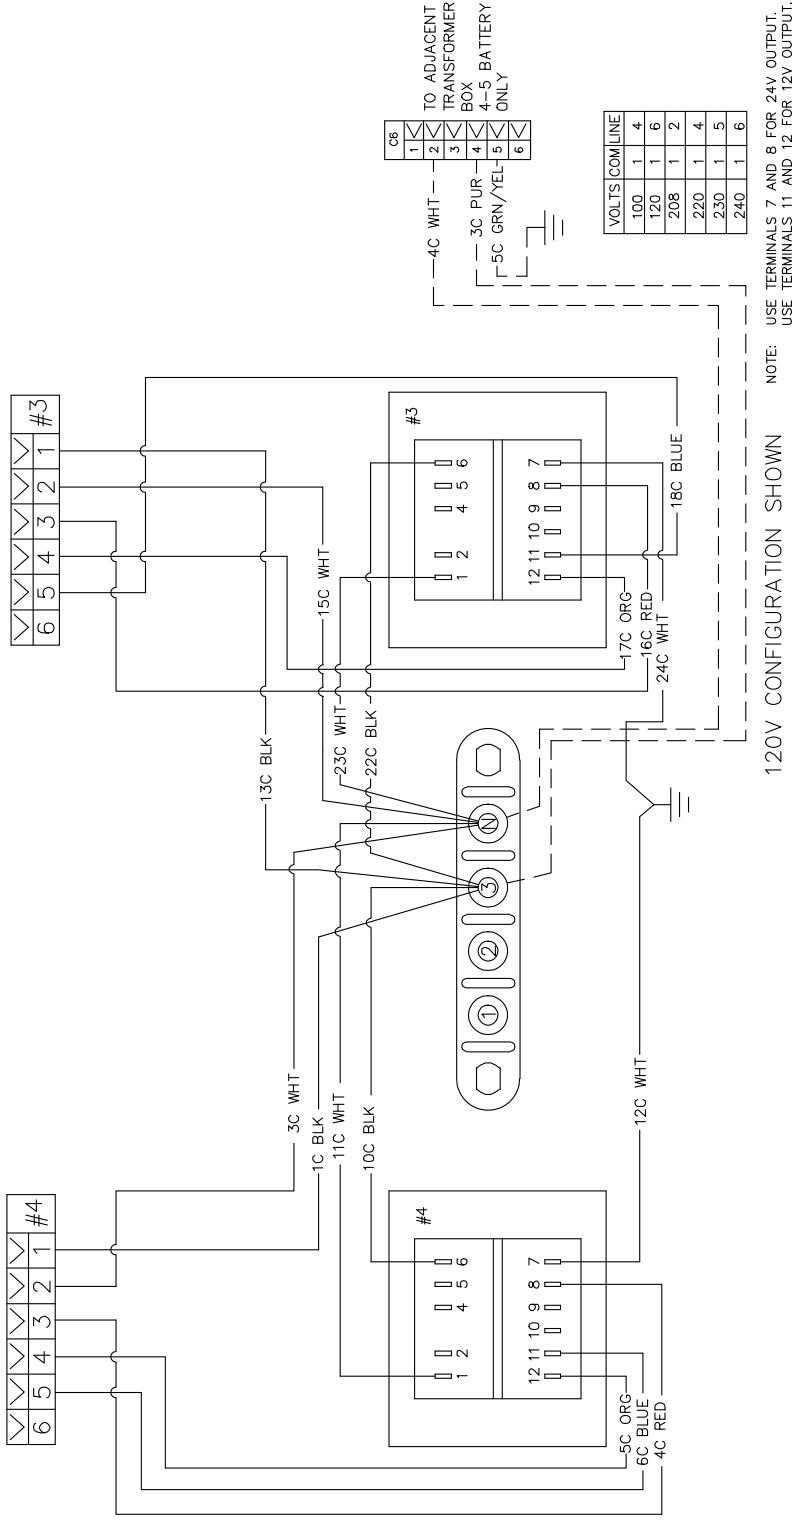 #4
1
2
3
4
5
6
#3
1
2
3
4
5
6
3C WHT
1C BLK
11C WHT
10C BLK
13C BLK
15C WHT
23C WHT
22C BLK
#4
1 2 4 5 6
12 11 10 9 8 7
5C ORG
6C BLUE
4C RED
12C WHT
1
2
3
N
#3
1 2 4 5 6
12 11 10 9 8 7
17C ORG
16C RED
24C WHT
18C BLUE
C6
1
2
3
4
5
6
TO ADJACENT
TRANSFORMER
BOX
4-5 BATTERY
ONLY
4C WHT
3C PUR
5C GRN/YEL
VOLTS COM LINE
100 1 4
120 1 6
208 1 2
220 1 4
230 1 5
240 1 6
120V CONFIGURATION SHOWN
NOTE: USE TERMINALS 7 AND 8 FOR 24V OUTPUT.
USE TERMINALS 11 AND 12 FOR 12V OUTPUT.